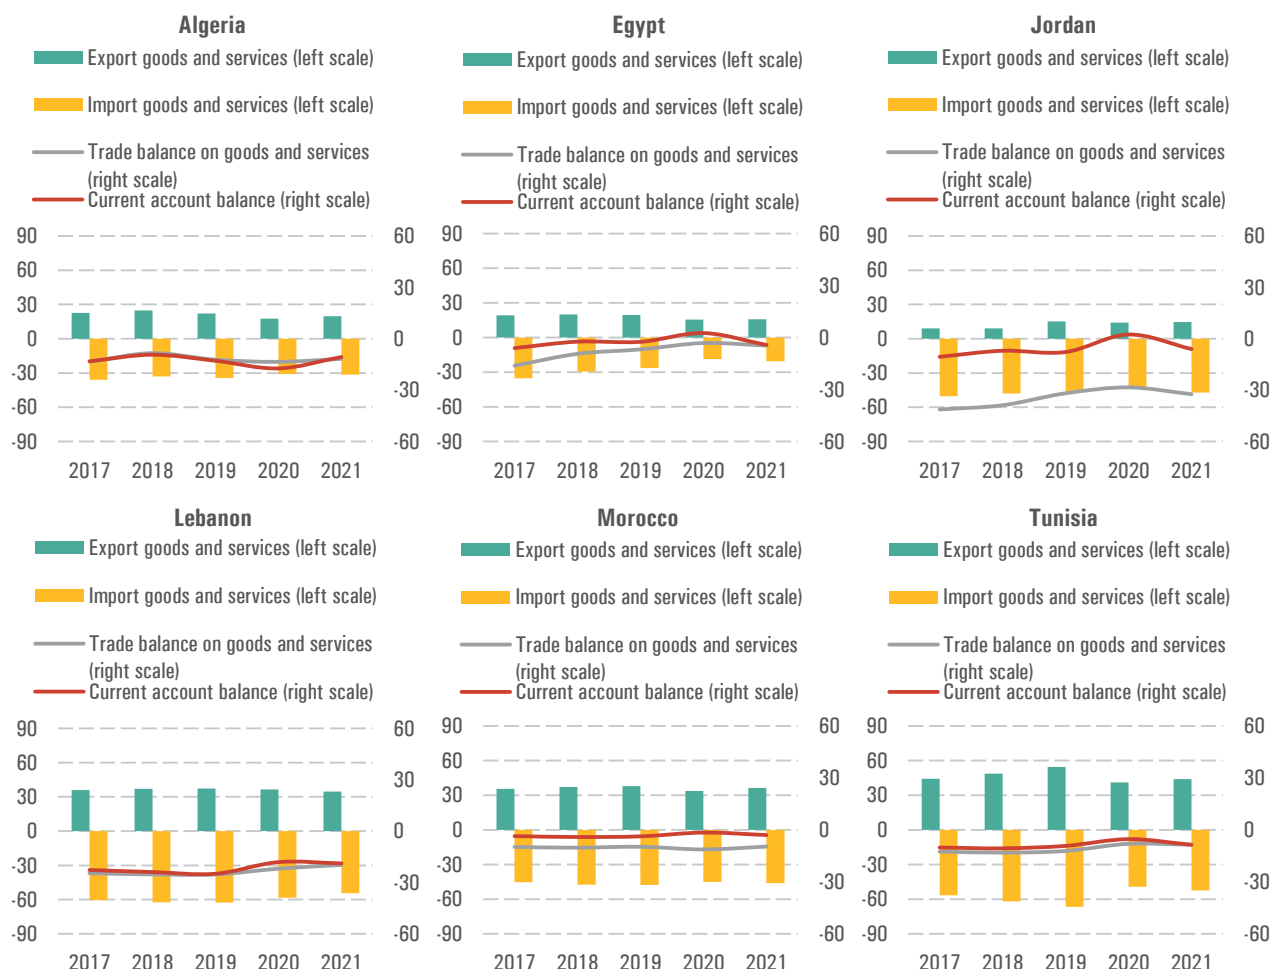 Algeria
Export goods and services (left scale)
Import goods and services (left scale)
Trade balance on goods and services
(right scale)
Current account balance (right scale)
90
60
30
0
-30
-60
-90
60
30
0
-30
-60
2017 2018 2019 2020 2021
Egypt
Export goods and services (left scale)
Import goods and services (left scale)
Trade balance on goods and services
(right scale)
Current account balance (right scale)
90
60
30
0
-30
-60
-90
60
30
0
-30
-60
2017 2018 2019 2020 2021
Jordan
Export goods and services (left scale)
Import goods and services (left scale)
Trade balance on goods and services
(right scale)
Current account balance (right scale)
90
60
30
0
-30
-60
-90
60
30
0
-30
-60
2017 2018 2019 2020 2021
Lebanon
Export goods and services (left scale)
Import goods and services (left scale)
Trade balance on goods and services
(right scale)
Current account balance (right scale)
90
60
30
0
-30
-60
-90
60
30
0
-30
-60
2017 2018 2019 2020 2021
Morocco
Export goods and services (left scale)
Import goods and services (left scale)
Trade balance on goods and services
(right scale)
Current account balance (right scale)
90
60
30
0
-30
-60
-90
60
30
0
-30
-60
2017 2018 2019 2020 2021
Tunisia
Export goods and services (left scale)
Import goods and services (left scale)
Trade balance on goods and services
(right scale)
Current account balance (right scale)
90
60
30
0
-30
-60
-90
60
30
0
-30
-60
2017 2018 2019 2020 2021